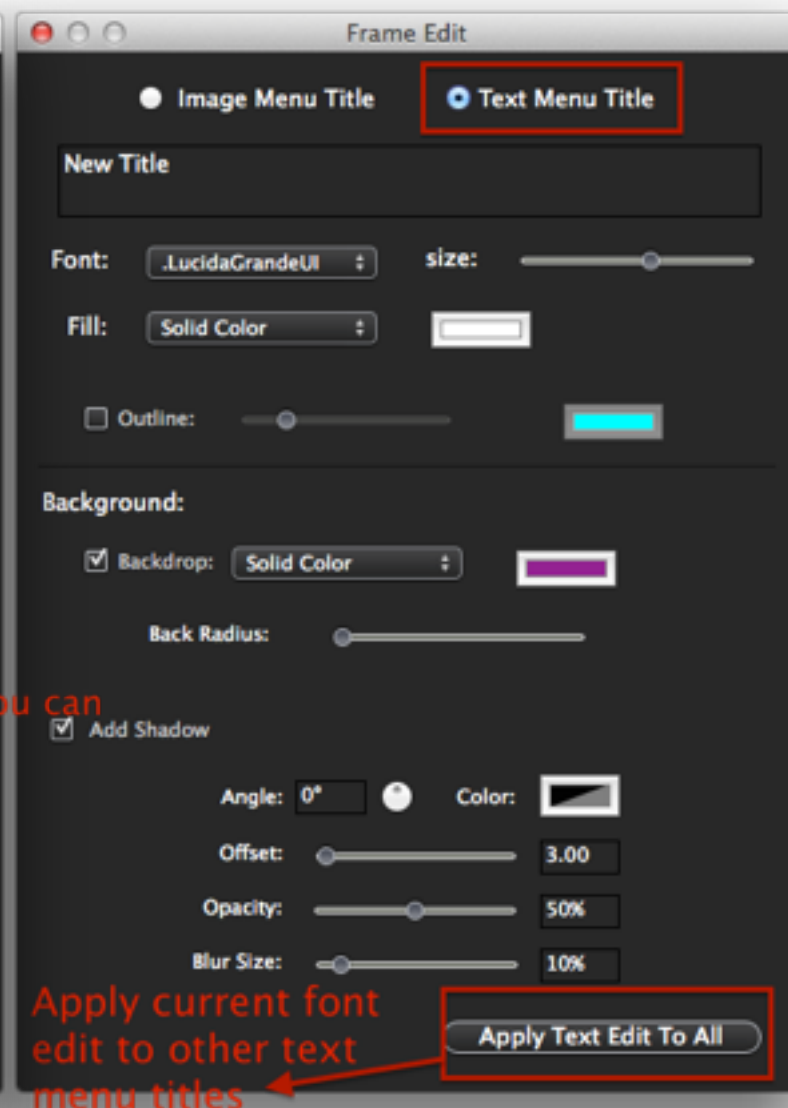 Frame Edit
Image Menu Title Text Menu Title
New Title
Font: .LucidaGrandeUI size:
Fill: Solid Color
Outline:
Background:
Backdrop: Solid Color
Back Radius:
ou can
Add Shadow
Angle: 0° Color:
Offset: 3.00
Opacity: 50%
Blur Size: 10%
Apply current font
edit to other text
menu titles
Apply Text Edit To All